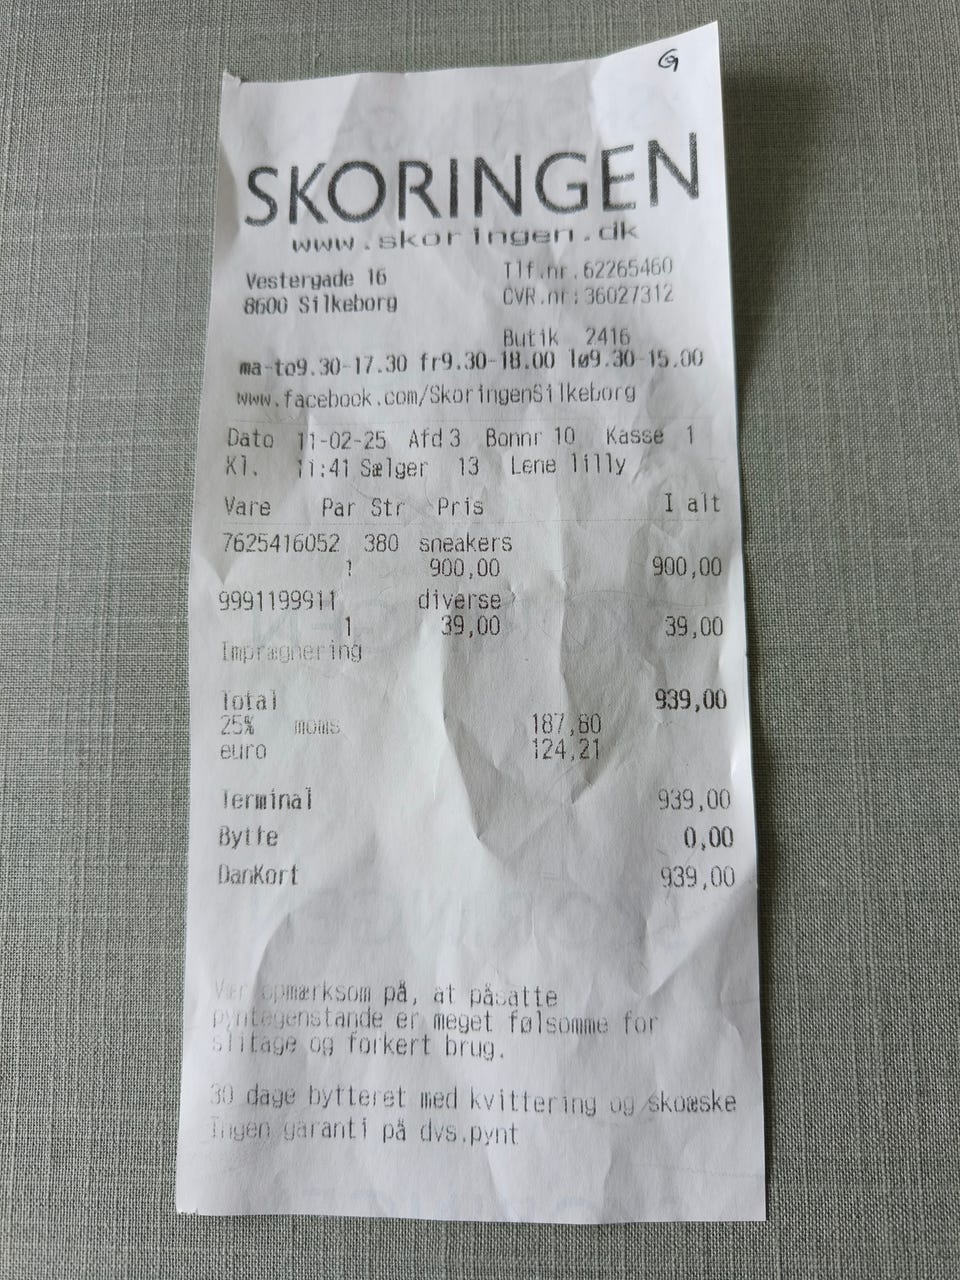 G
SKORINGEN
www.skoringen.dk
Vestergade 16 Tlf.nr.62265460
8600 Silkeborg CVR.nr:36027312
Butik 2416
ma-to9.30-17.30 fr9.30-18.00 lø9.30-15.00
www.facebook.com/SkoringenSilkeborg
Dato 11-02-25 Afd 3 Bonnr 10 Kasse 1
Kl. 11:41 Sælger 13 Lene lilly
Vare Par Str Pris I alt
7625416052 380 sneakers
1 900,00 900,00
9991199911 diverse
1 39,00 39,00
Imprægnering
Total 939,00
25% moms 187,80
euro 124,21
Terminal 939,00
Bytte 0,00
DanKort 939,00
Vær opmærksom på, at påsatte
pyntegenstande er meget følsomme for
slitage og forkert brug.
30 dage bytteret med kvittering og skoæske
Ingen garanti på dvs.pynt